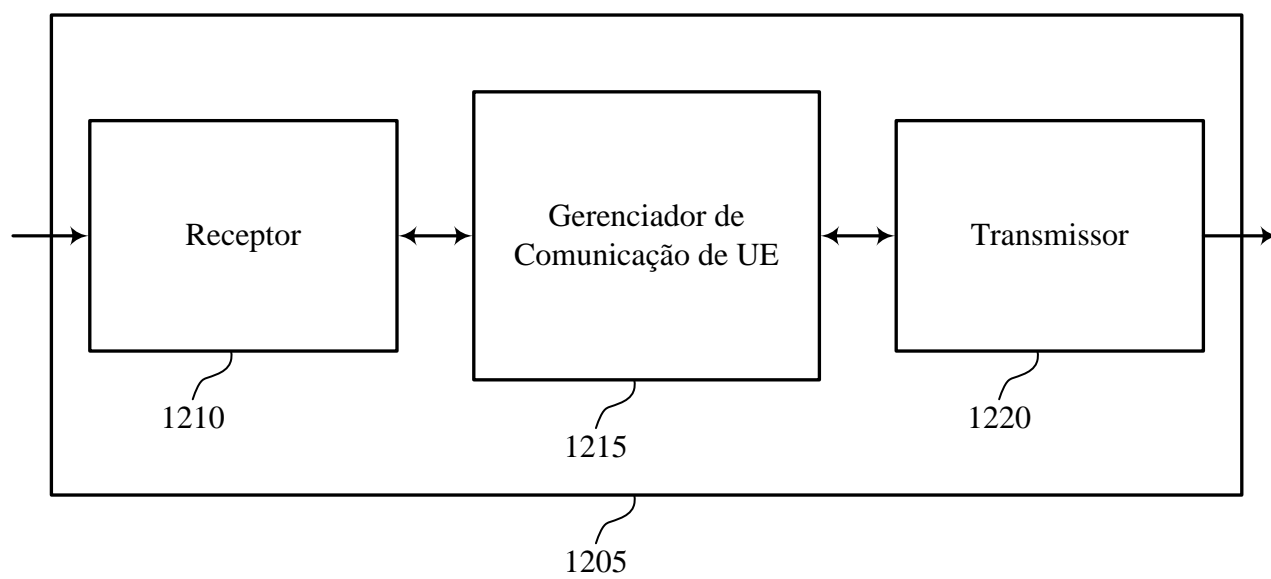 Receptor
Gerenciador de
Comunicação de UE
Transmissor
1210
1215
1220
1205